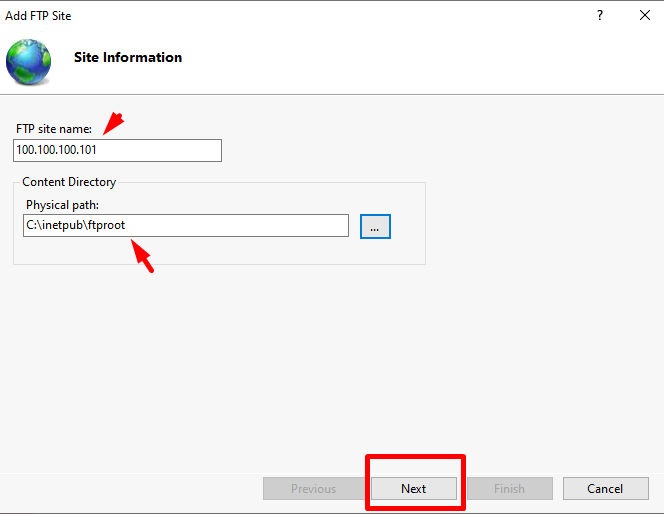 Add FTP Site
?
Site Information
FTP site name:
100.100.100.101
Content Directory
Physical path:
C:\inetpub\ftproot
...
Previous
Next
Finish
Cancel